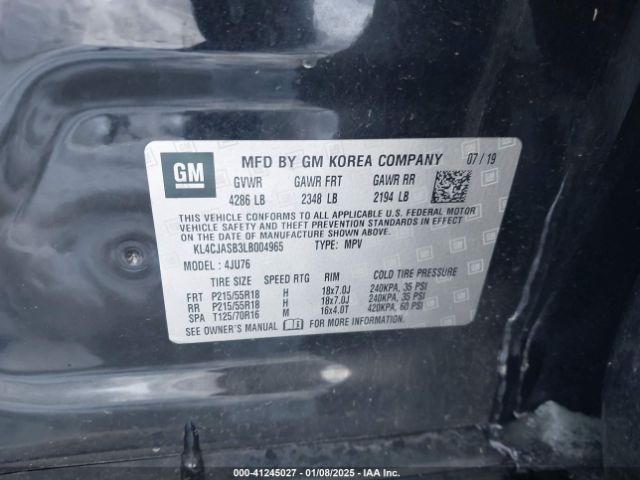 GM MFD BY GM KOREA COMPANY 07 / 19
GVWR GAWR FRT GAWR RR
4286 LB 2348 LB 2194 LB
THIS VEHICLE CONFORMS TO ALL APPLICABLE U.S. FEDERAL MOTOR
VEHICLE SAFETY AND THEFT PREVENTION STANDARDS IN EFFECT ON
THE DATE OF MANUFACTURE SHOWN ABOVE.
KL4CJASB3LB004965 TYPE: MPV
MODEL : 4JU76
TIRE SIZE SPEED RTG RIM COLD TIRE PRESSURE
FRT P215/55R18 H 18x7.0J 240KPA, 35 PSI
RR P215/55R18 H 18x7.0J 240KPA, 35 PSI
SPA T125/70R16 M 16x4.0T 420KPA, 60 PSI
SEE OWNER'S MANUAL FOR MORE INFORMATION.
00-41245027 - 01/08/2025 - IAA Inc.